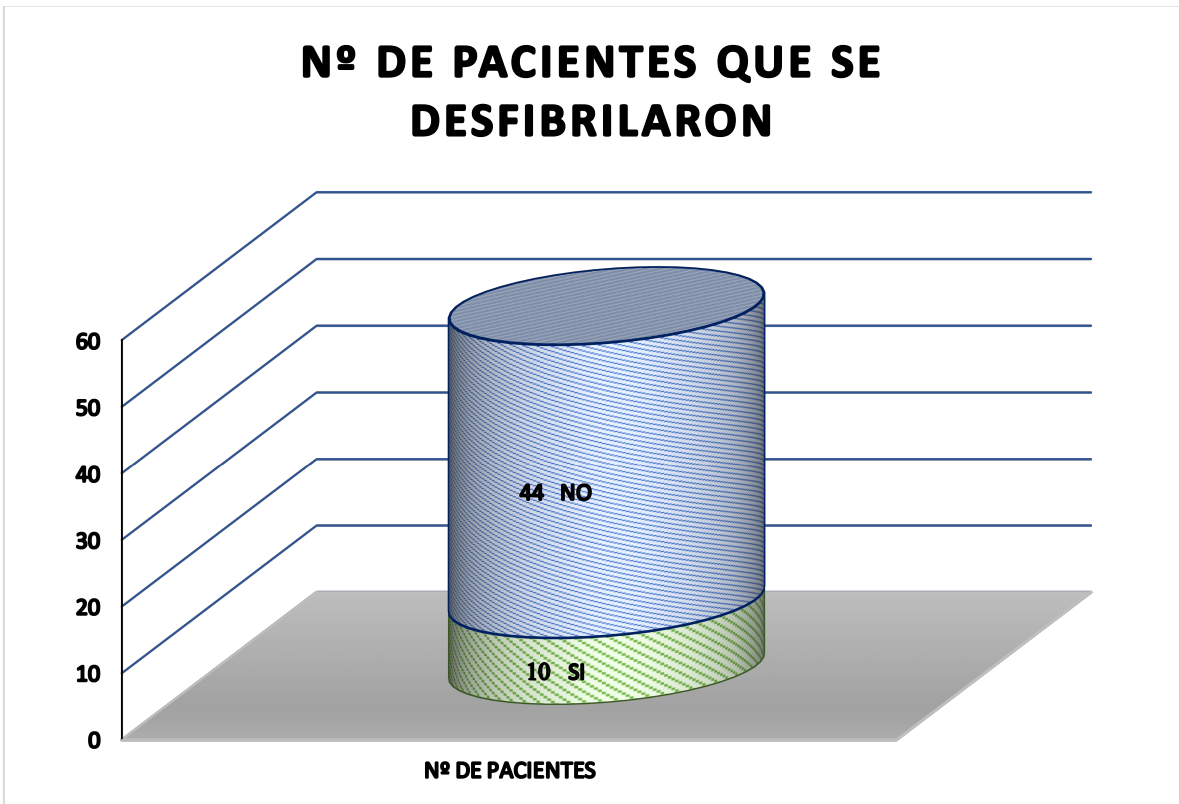 Nº DE PACIENTES QUE SE
DESFIBRILARON
60
50
40
30
20
10
0
44 NO
10 SI
Nº DE PACIENTES